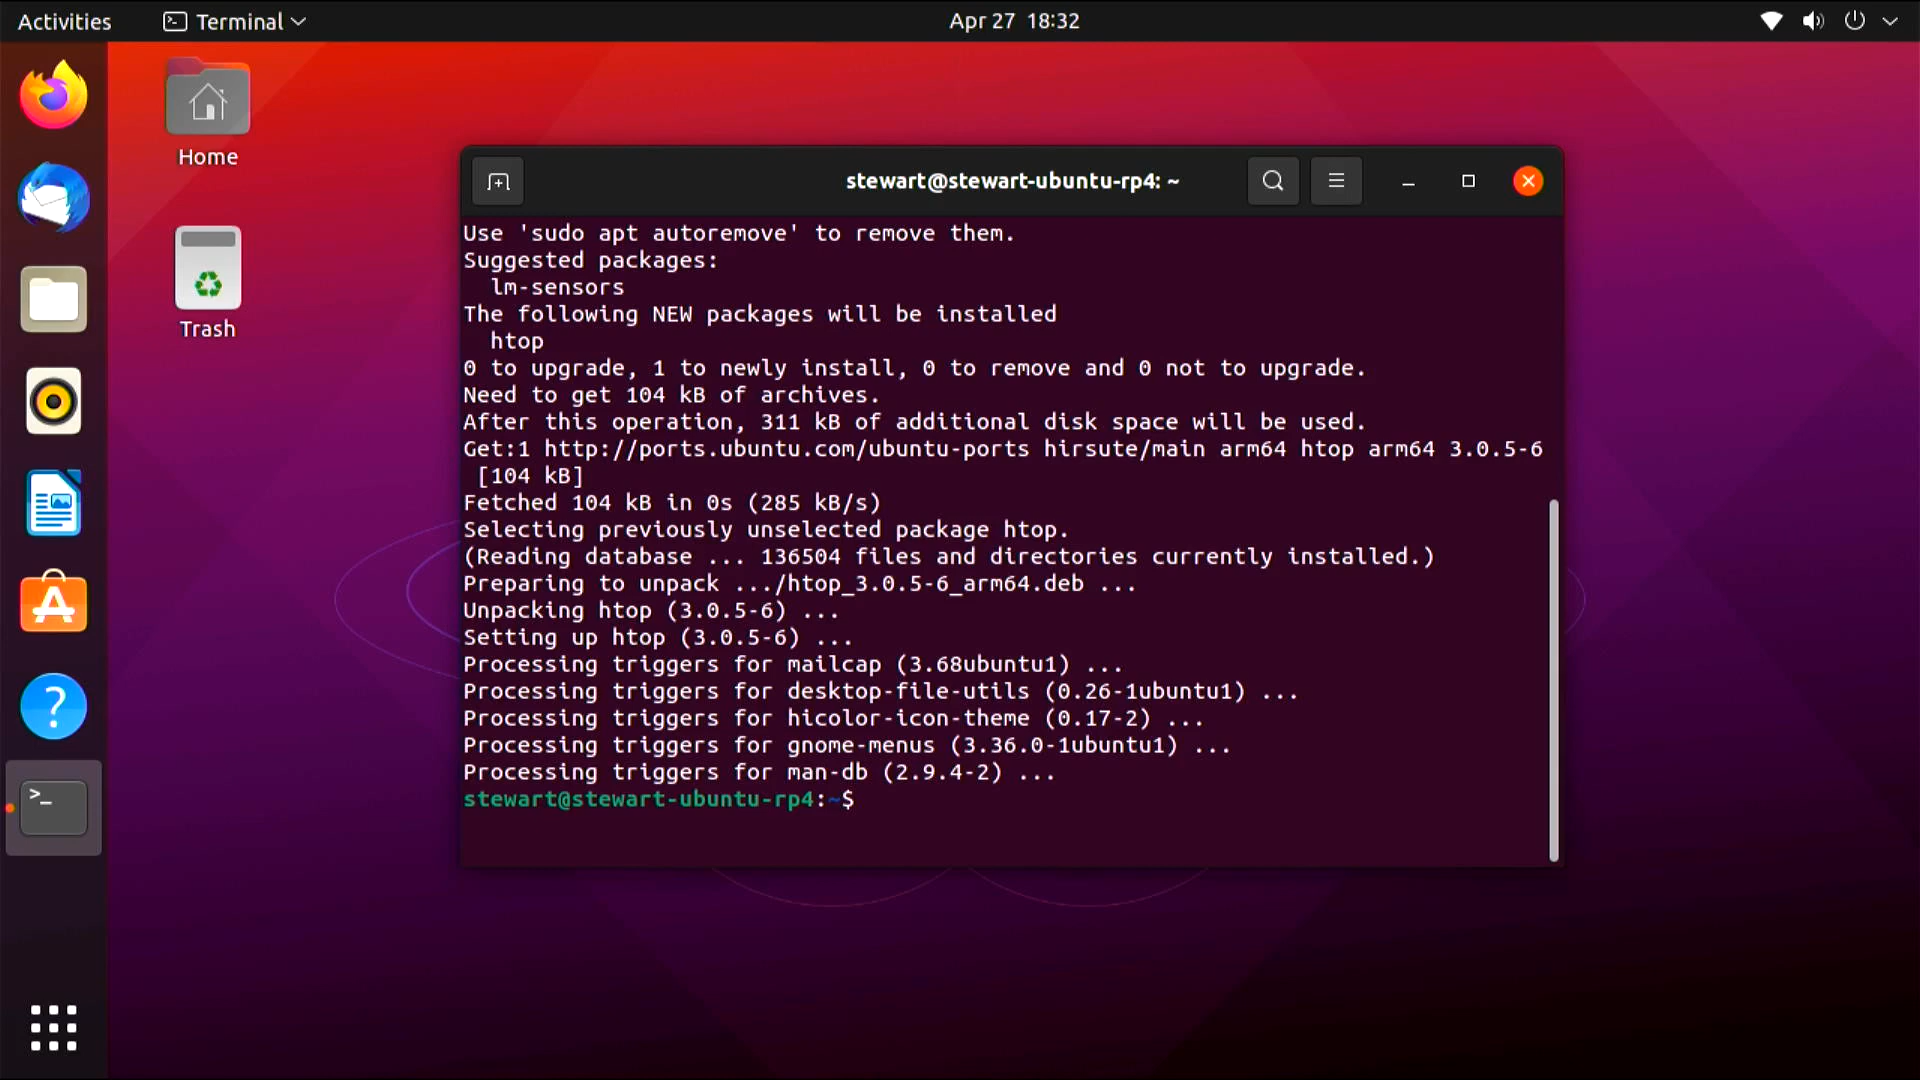 Activities
Terminal
Apr 27 18:32
Home
Trash
stewart@stewart-ubuntu-rp4: ~
Use 'sudo apt autoremove' to remove them.
Suggested packages:
lm-sensors
The following NEW packages will be installed
htop
0 to upgrade, 1 to newly install, 0 to remove and 0 not to upgrade.
Need to get 104 kB of archives.
After this operation, 311 kB of additional disk space will be used.
Get:1 http://ports.ubuntu.com/ubuntu-ports hirsute/main arm64 htop arm64 3.0.5-6
[104 kB]
Fetched 104 kB in 0s (285 kB/s)
Selecting previously unselected package htop.
(Reading database ... 136504 files and directories currently installed.)
Preparing to unpack .../htop_3.0.5-6_arm64.deb ...
Unpacking htop (3.0.5-6) ...
Setting up htop (3.0.5-6) ...
Processing triggers for mailcap (3.68ubuntu1) ...
Processing triggers for desktop-file-utils (0.26-1ubuntu1) ...
Processing triggers for hicolor-icon-theme (0.17-2) ...
Processing triggers for gnome-menus (3.36.0-1ubuntu1) ...
Processing triggers for man-db (2.9.4-2) ...
stewart@stewart-ubuntu-rp4:~$